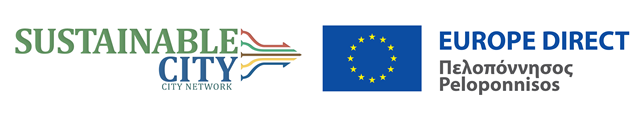 SUSTAINABLE
CITY
CITY NETWORK
EUROPE DIRECT
Πελοπόννησος
Peloponnisos